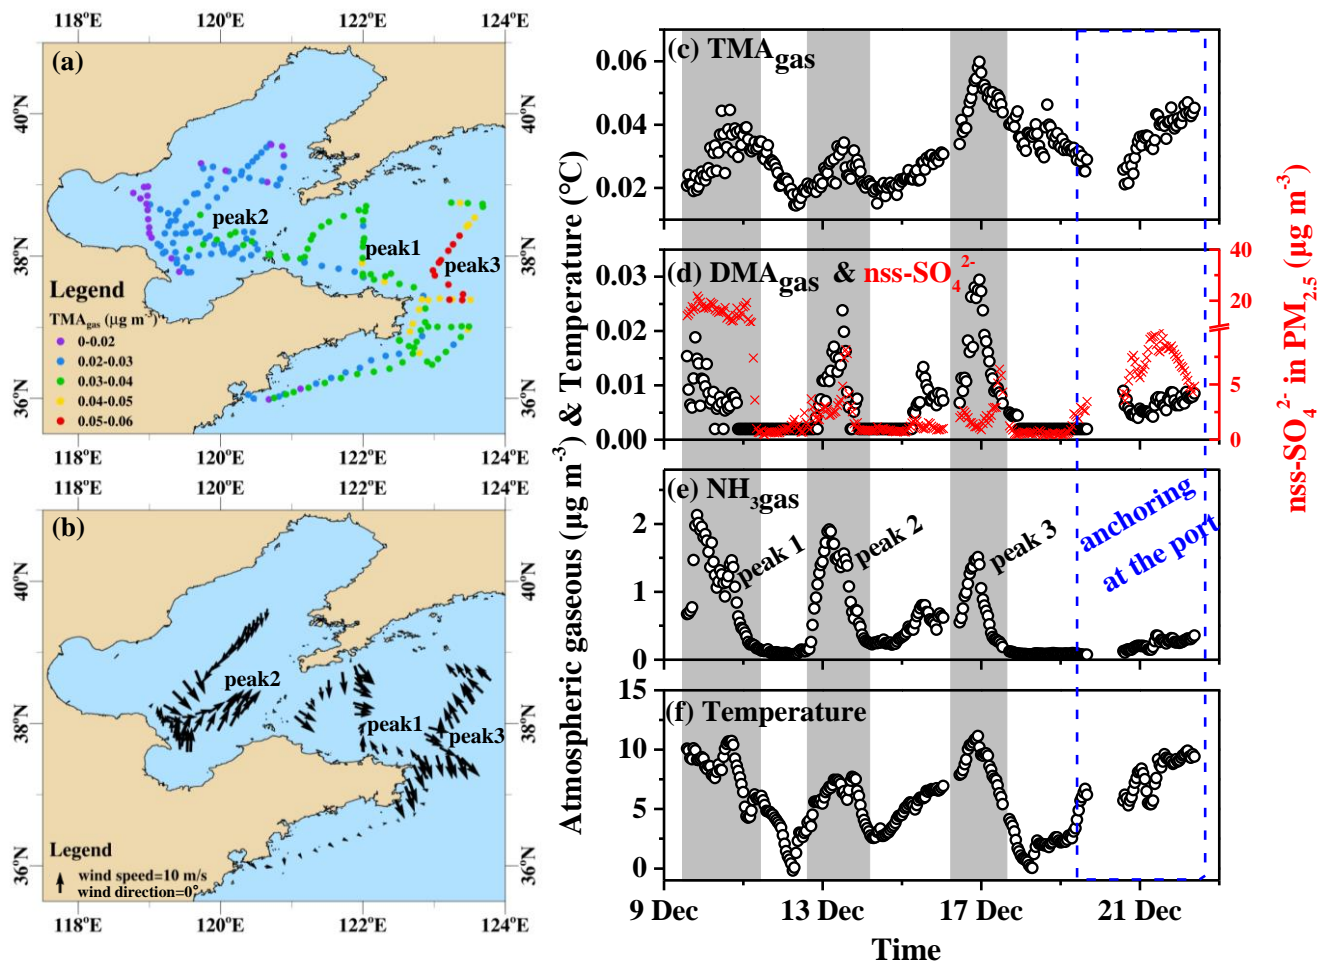 118°E 120°E 122°E 124°E
(a)
40°N
38°N
36°N
peak2
peak1
peak3
Legend
TMAgas (μg m-3)
0-0.02
0.02-0.03
0.03-0.04
0.04-0.05
0.05-0.06
40°N
38°N
36°N
118°E 120°E 122°E 124°E
(b)
40°N
38°N
36°N
peak2
peak1
peak3
Legend
wind speed=10 m/s
wind direction=0°
40°N
38°N
36°N
118°E 120°E 122°E 124°E
Atmospheric gaseous (μg m-3) & Temperature (°C)
(c) TMAgas
0.06
0.04
0.02
(d) DMAgas & nss-SO42-
0.03
0.02
0.01
0.00
40
20
5
0
nss-SO42- in PM2.5 (μg m-3)
(e) NH3gas
2
1
0
peak 1
peak 2
peak 3
anchoring
at the port
(f) Temperature
15
10
5
0
9 Dec 13 Dec 17 Dec 21 Dec
Time